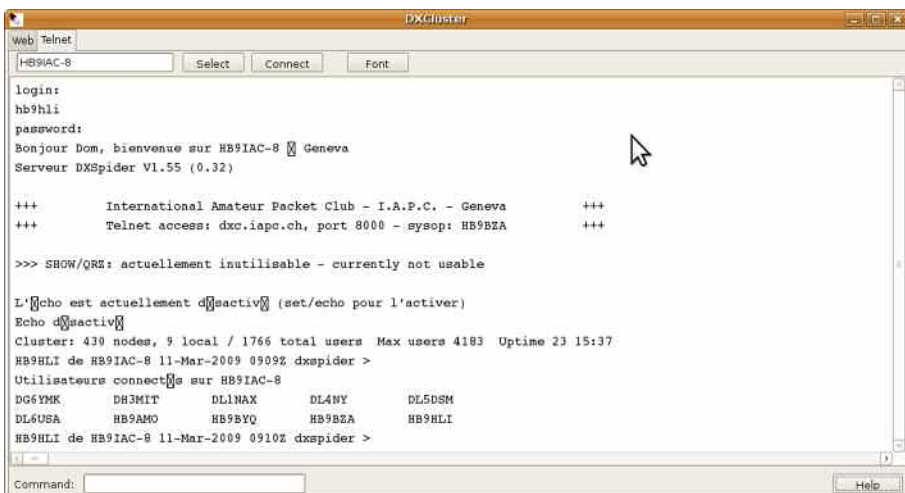 DXCluster
Web Telnet
HB9IAC-8 Select Connect Font
login:
hb9hli
password:
Bonjour Dom, bienvenue sur HB9IAC-8 � Geneva
Serveur DXSpider V1.55 (0.32)
+++ International Amateur Packet Club - I.A.P.C. - Geneva +++
+++ Telnet access: dxc.iapc.ch, port 8000 - sysop: HB9BZA +++
>>> SHOW/QRZ: actuellement inutilisable - currently not usable
L'�cho est actuellement d�sactiv� (set/echo pour l'activer)
Echo d�sactiv�
Cluster: 430 nodes, 9 local / 1766 total users Max users 4183 Uptime 23 15:37
HB9HLI de HB9IAC-8 11-Mar-2009 0909Z dxspider >
Utilisateurs connect�s sur HB9IAC-8
DG6YMK DH3MIT DL1NAX DL4NY DL5DSM
DL6USA HB9AMO HB9BYQ HB9BZA HB9HLI
HB9HLI de HB9IAC-8 11-Mar-2009 0910Z dxspider >
Command: Help